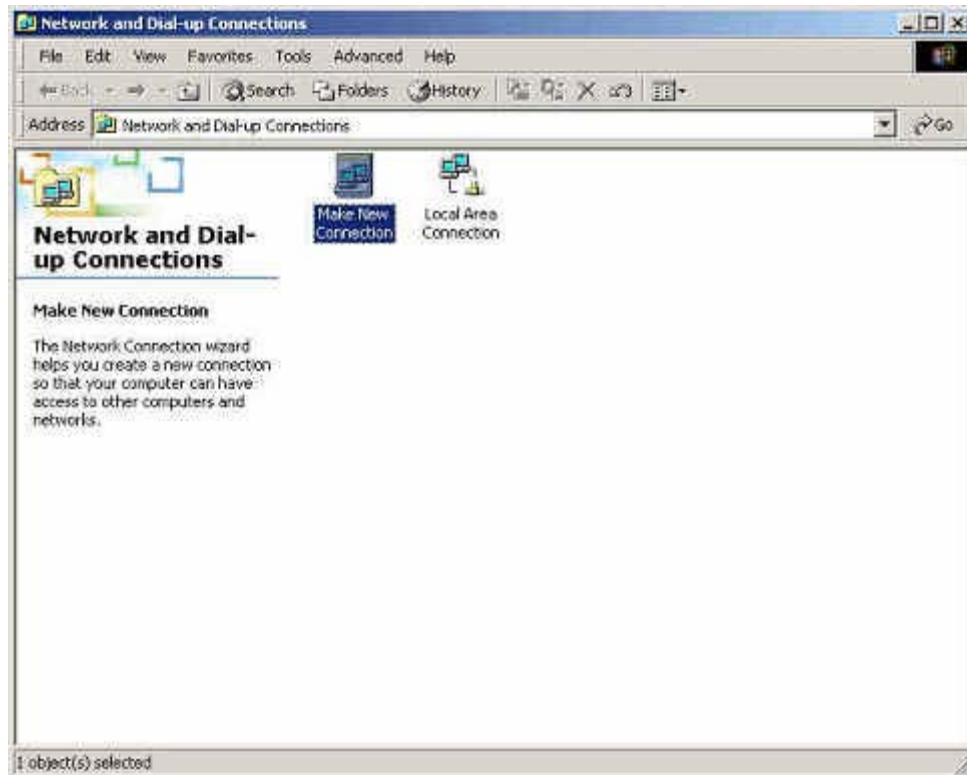 Network and Dial-up Connections
File Edit View Favorites Tools Advanced Help
Back Search Folders History
Address Network and Dial-up Connections Go
Make New
Connection
Local Area
Connection
Network and Dial-
up Connections
Make New Connection
The Network Connection wizard
helps you create a new connection
so that your computer can have
access to other computers and
networks.
1 object(s) selected